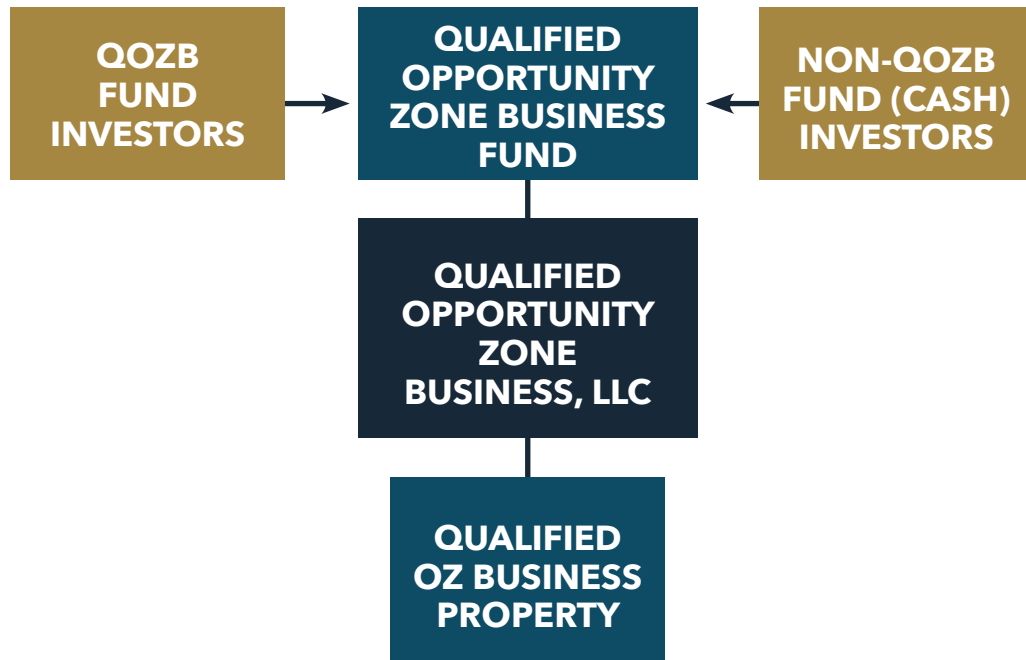 QOZB
FUND
INVESTORS
QUALIFIED
OPPORTUNITY
ZONE BUSINESS
FUND
NON-QOZB
FUND (CASH)
INVESTORS
QUALIFIED
OPPORTUNITY
ZONE
BUSINESS, LLC
QUALIFIED
OZ BUSINESS
PROPERTY